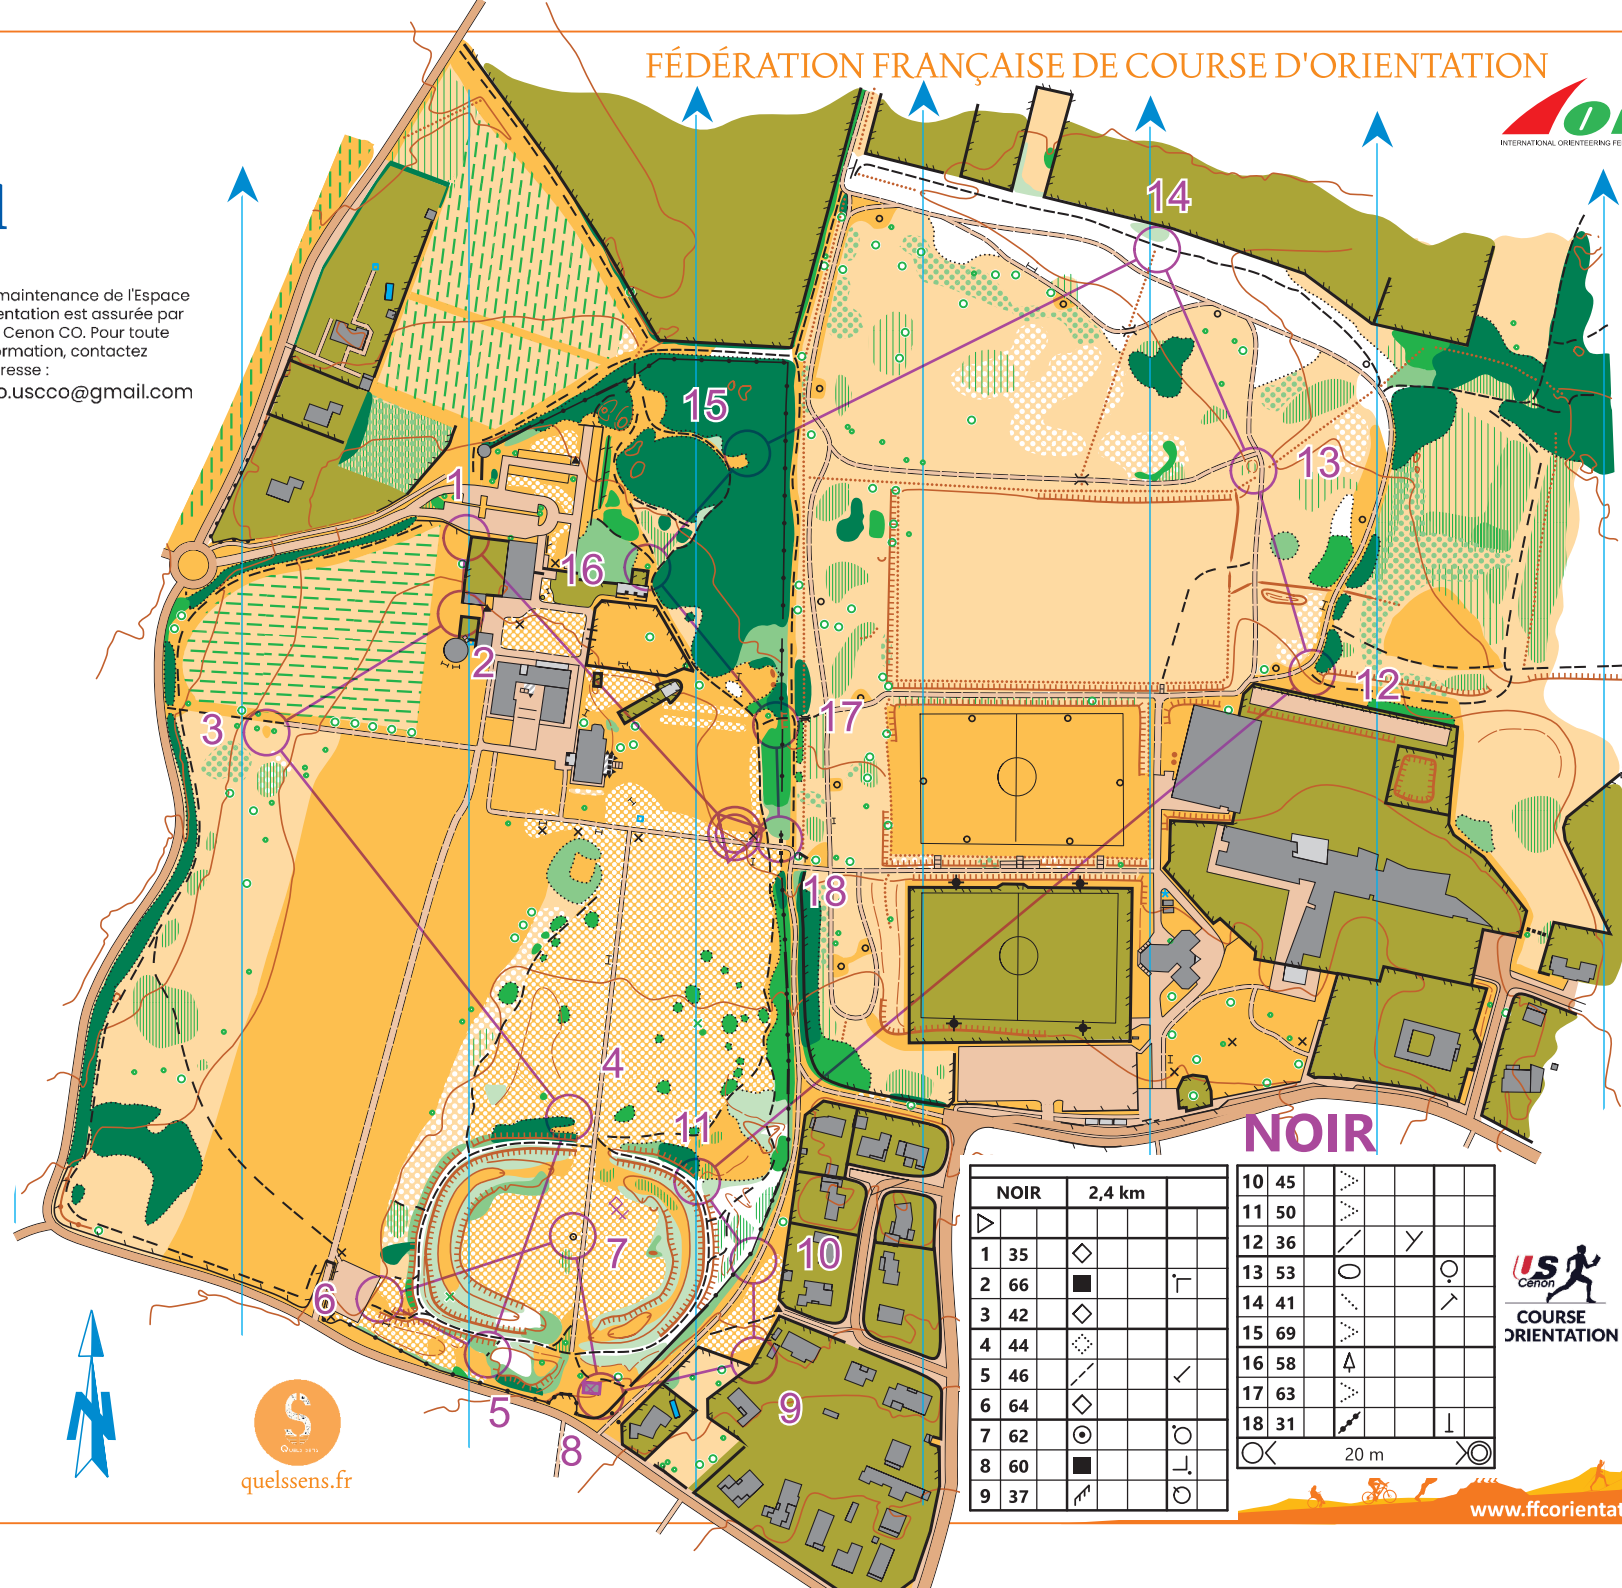 FÉDÉRATION FRANÇAISE DE COURSE D'ORIENTATION
INTERNATIONAL ORIENTEERING FE
maintenance de l'Espace
entation est assurée par
Cenon CO. Pour toute
ormation, contactez
resse :
o.uscco@gmail.com
14
15
13
1
16
2
12
3
17
18
4
11
NOIR
7
10
6
9
5
8
NOIR 2,4 km
1 35
2 66
3 42
4 44
5 46
6 64
7 62
8 60
9 37
10 45
11 50
12 36
13 53
14 41
15 69
16 58
17 63
18 31
20 m
US
Cenon
COURSE
ORIENTATION
N
S
quelssens.fr
www.ffcorientat